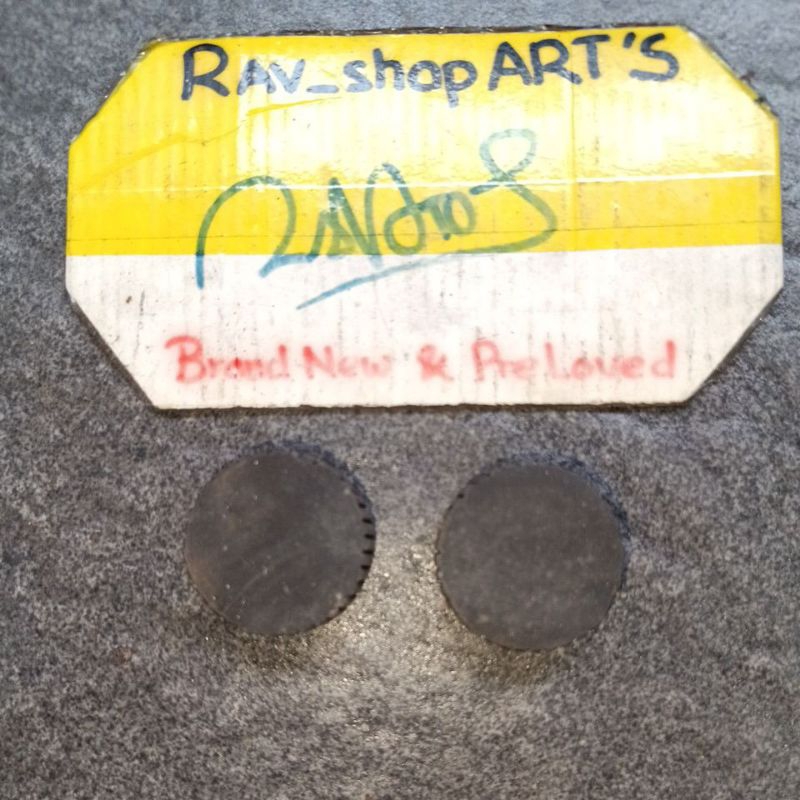 RAV_shop ART'S
Brand New & PreLoved